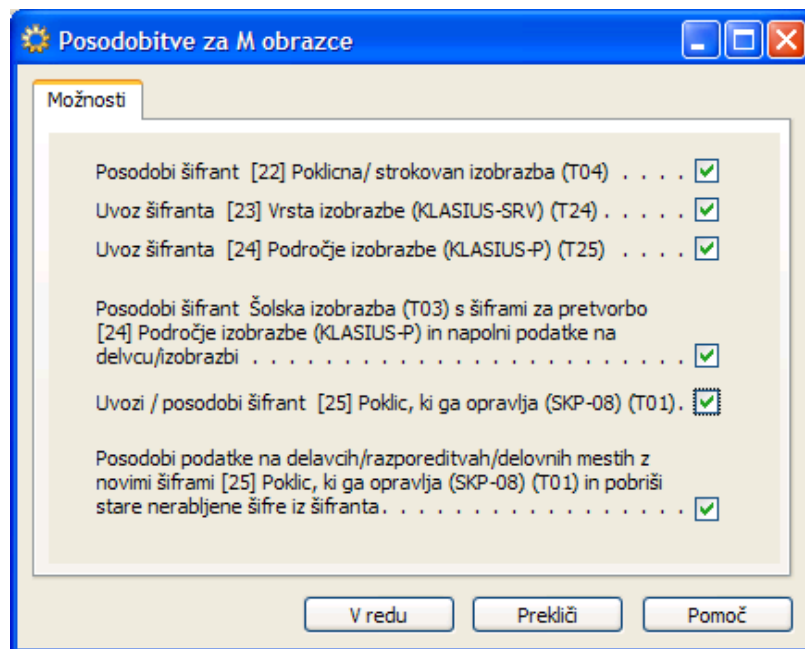 Posodobitve za M obrazce
Možnosti
Posodobi šifrant [22] Poklicna/ strokovan izobrazba (T04) . . . .
Uvoz šifranta [23] Vrsta izobrazbe (KLASIUS-SRV) (T24) . . . . .
Uvoz šifranta [24] Področje izobrazbe (KLASIUS-P) (T25) . . . .
Posodobi šifrant Šolska izobrazba (T03) s šiframi za pretvorbo
[24] Področje izobrazbe (KLASIUS-P) in napolni podatke na
delvcu/izobrazbi . . . . . . . . . . . . . . . . . . . . . . . .
Uvozi / posodobi šifrant [25] Poklic, ki ga opravlja (SKP-08) (T01).
Posodobi podatke na delavcih/razporeditvah/delovnih mestih z
novimi šiframi [25] Poklic, ki ga opravlja (SKP-08) (T01) in pobriši
stare nerabljene šifre iz šifranta. . . . . . . . . . . . . . . . .
V redu Prekliči Pomoč